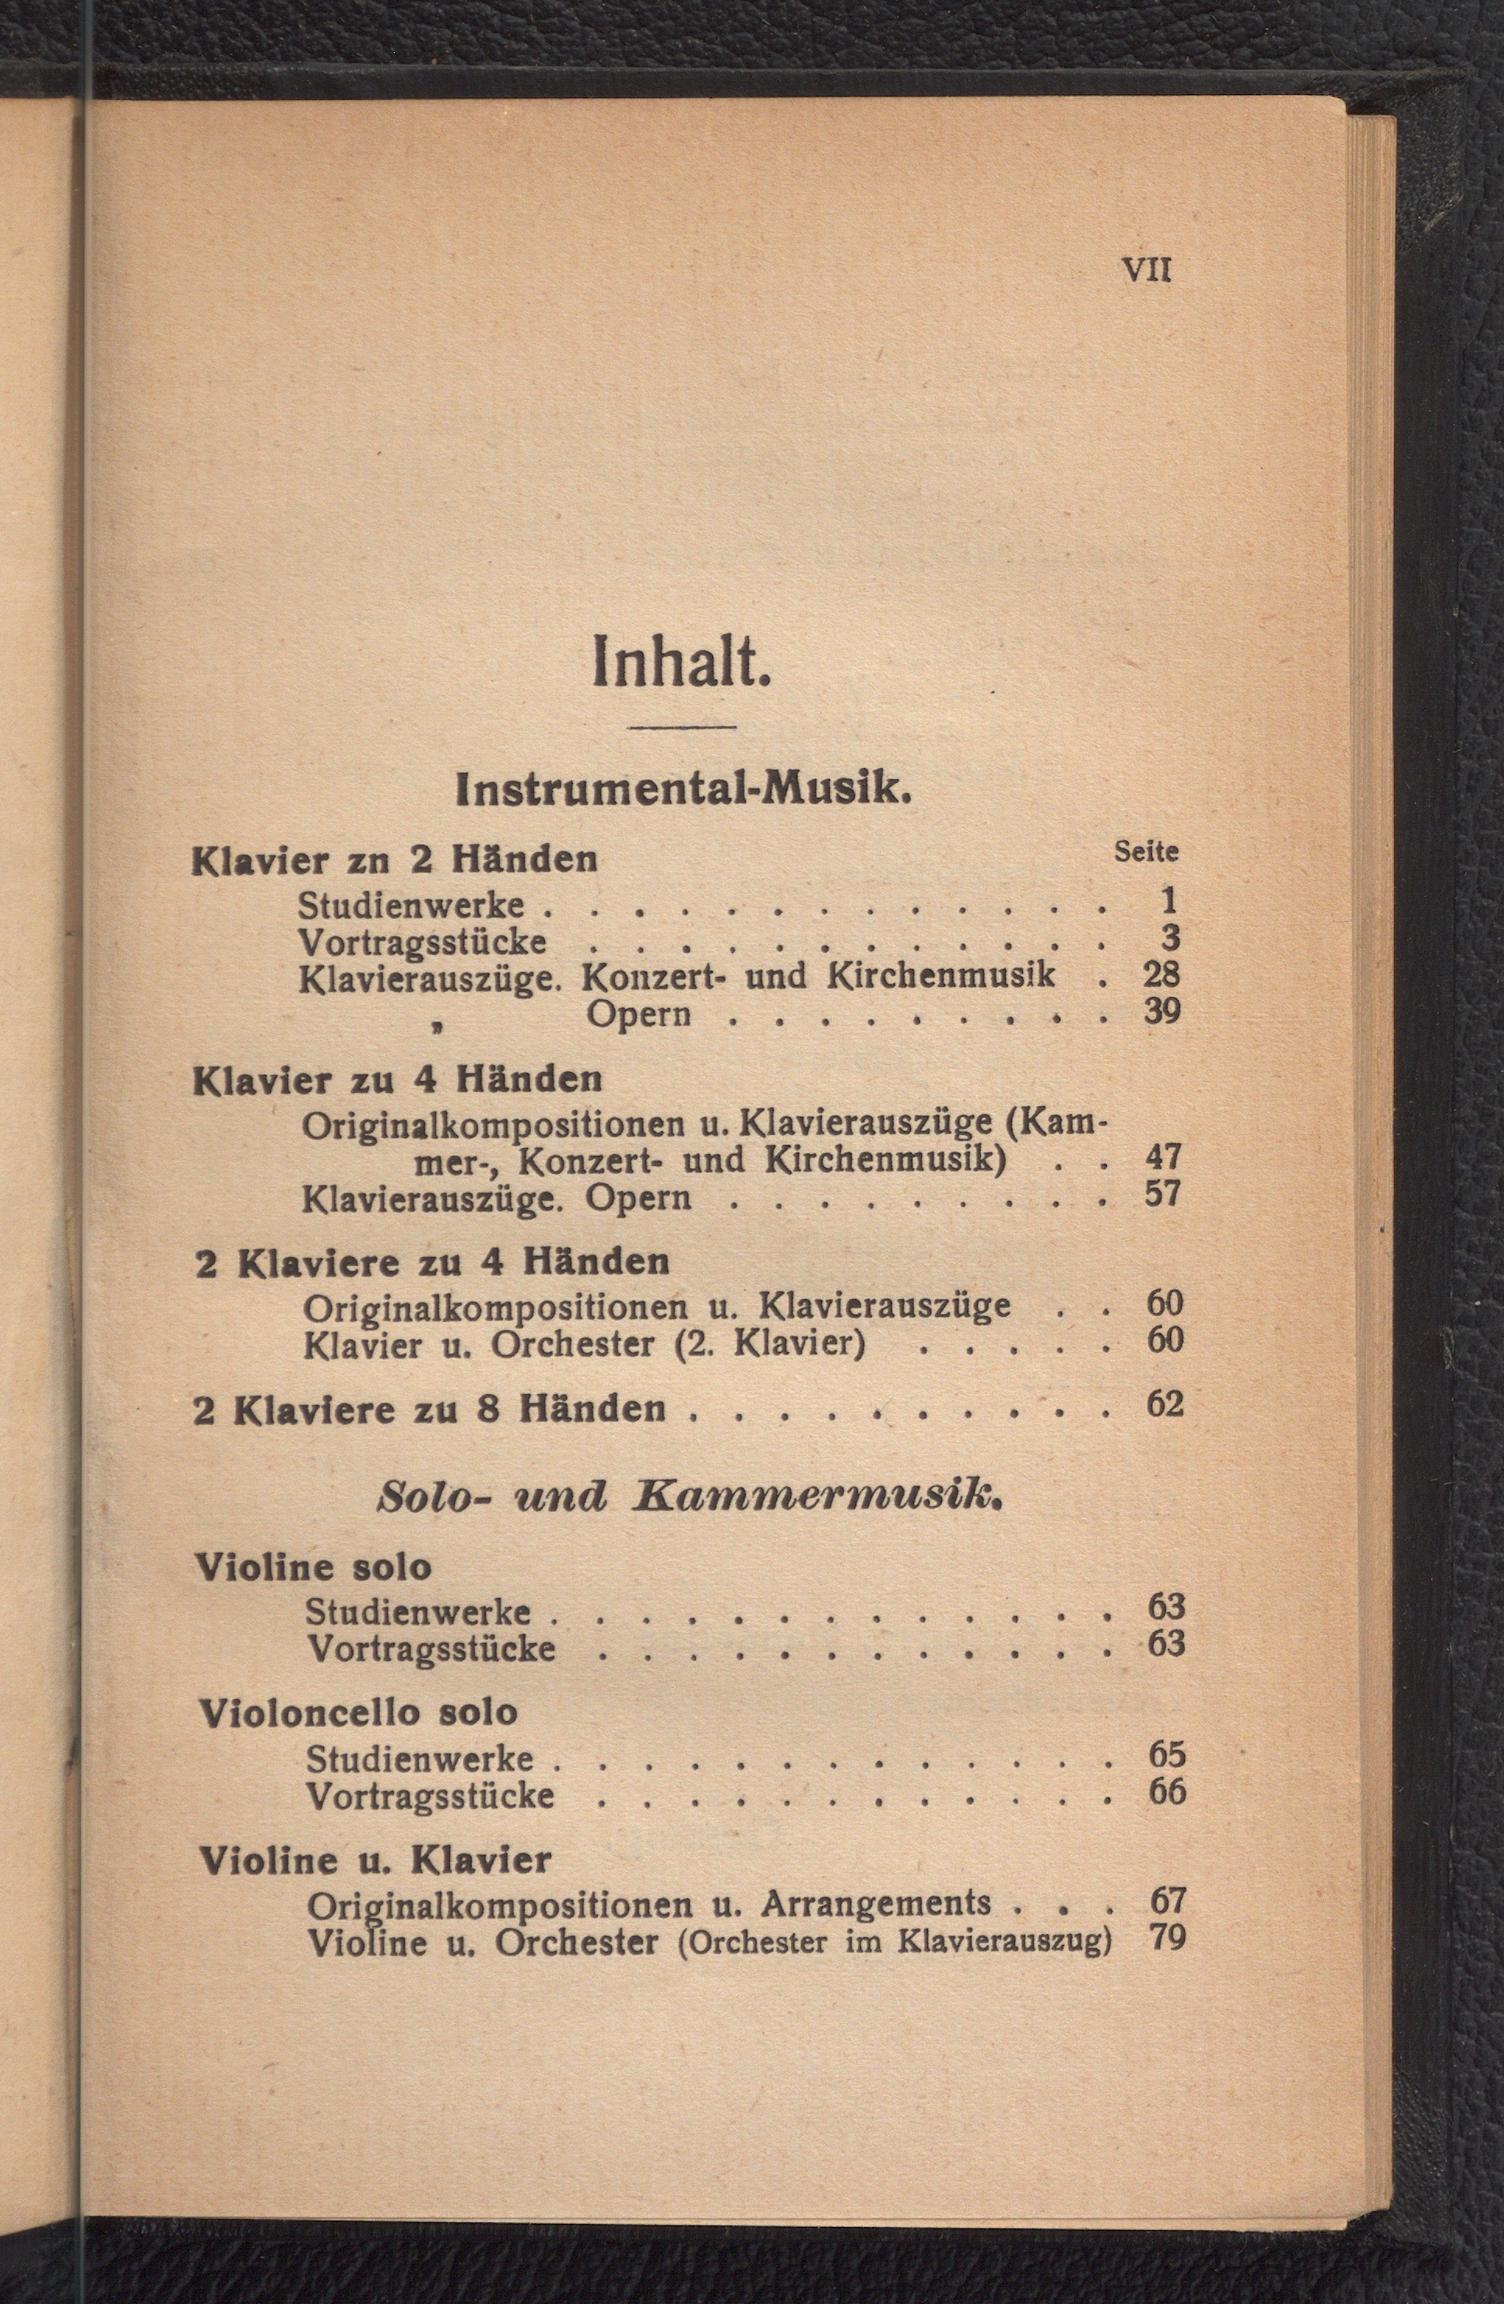 VII
Inhalt.
Instrumental-Musik.
Klavier zn 2 Händen Seite
Studienwerke . . . . . . . . . . . . . 1
Vortragsstücke . . . . . . . . . . . . 3
Klavierauszüge. Konzert- und Kirchenmusik . 28
„ Opern . . . . . . . . . 39
Klavier zu 4 Händen
Originalkompositionen u. Klavierauszüge (Kam-
mer-, Konzert- und Kirchenmusik) . . 47
Klavierauszüge. Opern . . . . . . . . . 57
2 Klaviere zu 4 Händen
Originalkompositionen u. Klavierauszüge . . 60
Klavier u. Orchester (2. Klavier) . . . . . 60
2 Klaviere zu 8 Händen . . . . . . . . . . 62
Solo- und Kammermusik.
Violine solo
Studienwerke . . . . . . . . . . . . . 63
Vortragsstücke . . . . . . . . . . . . 63
Violoncello solo
Studienwerke . . . . . . . . . . . . . 65
Vortragsstücke . . . . . . . . . . . . 66
Violine u. Klavier
Originalkompositionen u. Arrangements . . . 67
Violine u. Orchester (Orchester im Klavierauszug) 79